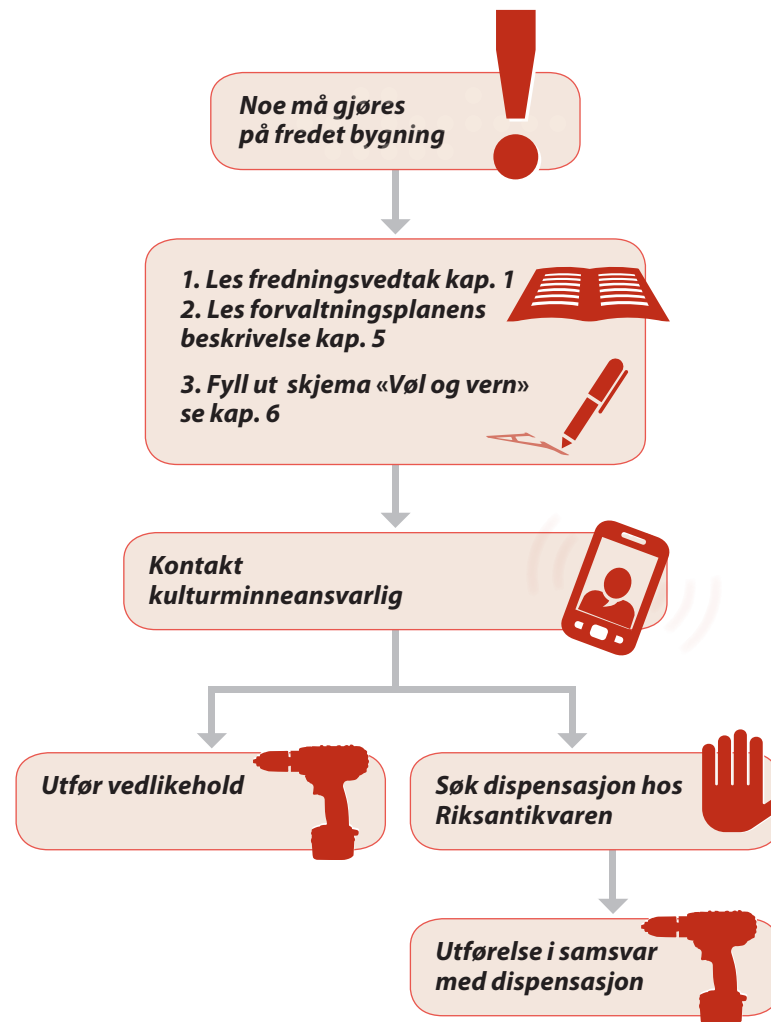 Noe må gjøres
på fredet bygning
1. Les fredningsvedtak kap. 1
2. Les forvaltningsplanens
beskrivelse kap. 5
3. Fyll ut skjema «Vøl og vern»
se kap. 6
Kontakt
kulturminneansvarlig
Utfør vedlikehold
Søk dispensasjon hos
Riksantikvaren
Utførelse i samsvar
med dispensasjon